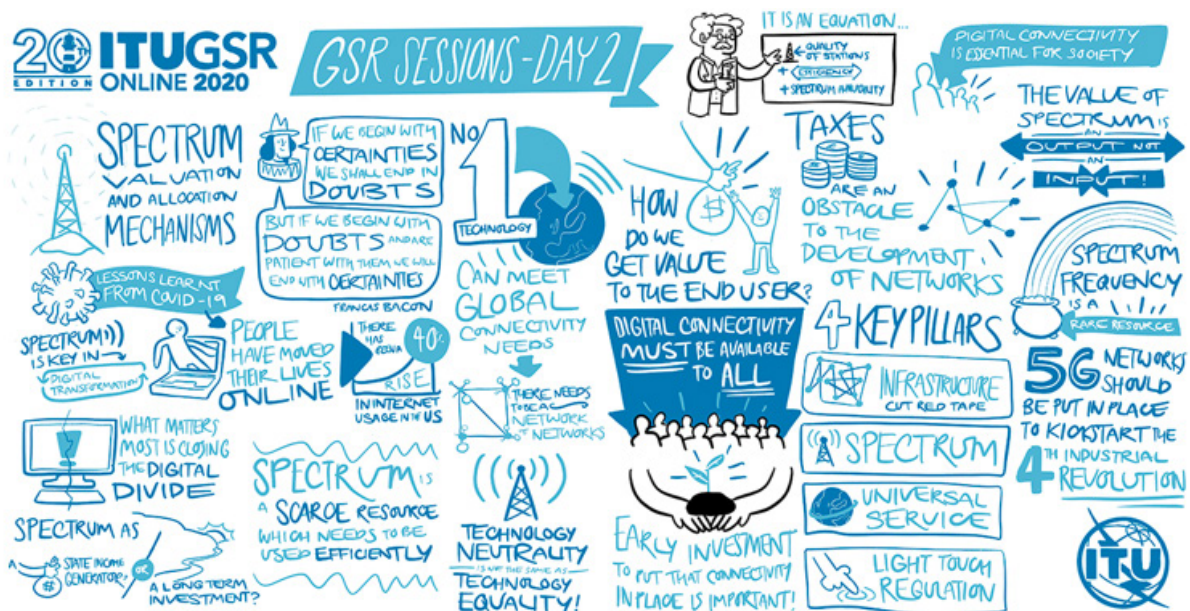 20TH EDITION
ITUGSR
ONLINE 2020
GSR SESSIONS - DAY 2
IT IS AN EQUATION...
QUALITY
OF STATIONS
+ EFFICIENCY
+ SPECTRUM
DIGITAL CONNECTIVITY
IS ESSENTIAL FOR SOCIETY
SPECTRUM
VALUATION
AND ALLOCATION
MECHANISMS
IF WE BEGIN WITH
CERTAINTIES
WE SHALL END IN
DOUBTS
BUT IF WE BEGIN WITH
DOUBTS AND ARE
PATIENT WITH THEM WE WILL
END WITH CERTAINTIES
FRANCIS BACON
NO.
1
TECHNOLOGY
CAN MEET
GLOBAL
CONNECTIVITY
NEEDS
THERE NEEDS
TO BE A
NETWORK
OF NETWORKS
HOW
DO WE
GET VALUE
TO THE END USER?
$
TAXES
ARE AN
OBSTACLE
TO THE
DEVELOPMENT
OF NETWORKS
THE VALUE OF
SPECTRUM IS
AN
OUTPUT NOT
AN
INPUT!
SPECTRUM
FREQUENCY
IS A
RARE RESOURCE
LESSONS LEARNT
FROM COVID-19
SPECTRUM
IS KEY IN
DIGITAL
TRANSFORMATION
PEOPLE
HAVE MOVED
THEIR LIVES
ONLINE
THERE
HAS
BEEN A
40%
RISE
IN INTERNET
USAGE IN THE US
DIGITAL CONNECTIVITY
MUST BE AVAILABLE
TO ALL
4 KEY PILLARS
INFRASTRUCTURE
CUT RED TAPE
SPECTRUM
UNIVERSAL
SERVICE
LIGHT TOUCH
REGULATION
5G NETWORKS
SHOULD
BE PUT IN PLACE
TO KICKSTART THE
4TH INDUSTRIAL
REVOLUTION
WHAT MATTERS
MOST IS CLOSING
THE DIGITAL
DIVIDE
SPECTRUM IS
A SCARCE RESOURCE
WHICH NEEDS TO BE
USED EFFICIENTLY
TECHNOLOGY
NEUTRALITY
IS NOT THE SAME AS
TECHNOLOGY
EQUALITY!
EARLY INVESTMENT
TO PUT THAT CONNECTIVITY
IN PLACE IS IMPORTANT!
SPECTRUM AS
A STATE INCOME
GENERATOR?
$
OR
A LONG TERM
INVESTMENT?
ITU